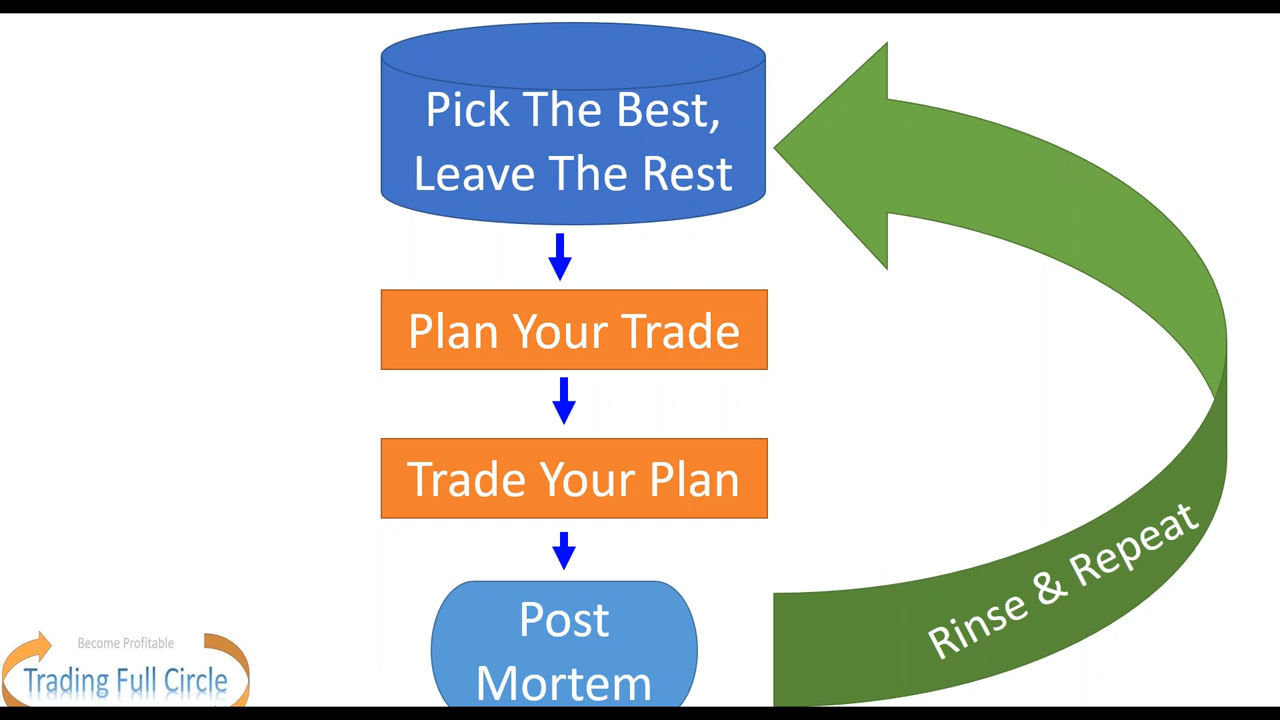 Pick The Best,
Leave The Rest
Plan Your Trade
Trade Your Plan
Post
Mortem
Rinse & Repeat
Become Profitable
Trading Full Circle